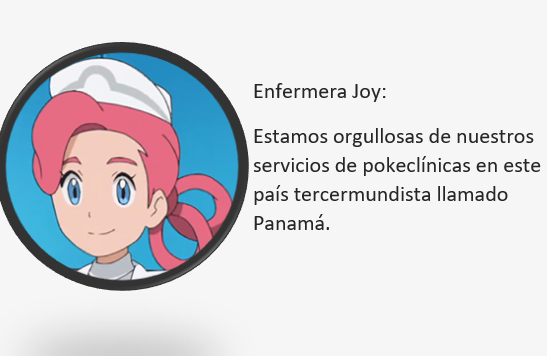 Enfermera Joy:
Estamos orgullosas de nuestros
servicios de pokeclínicas en este
país tercermundista llamado
Panamá.